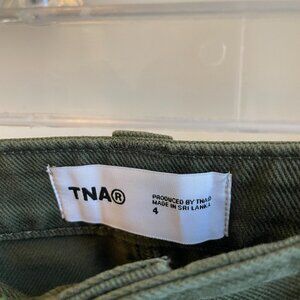 TNA®
PRODUCED BY TNA®
MADE IN SRI LANKA
4